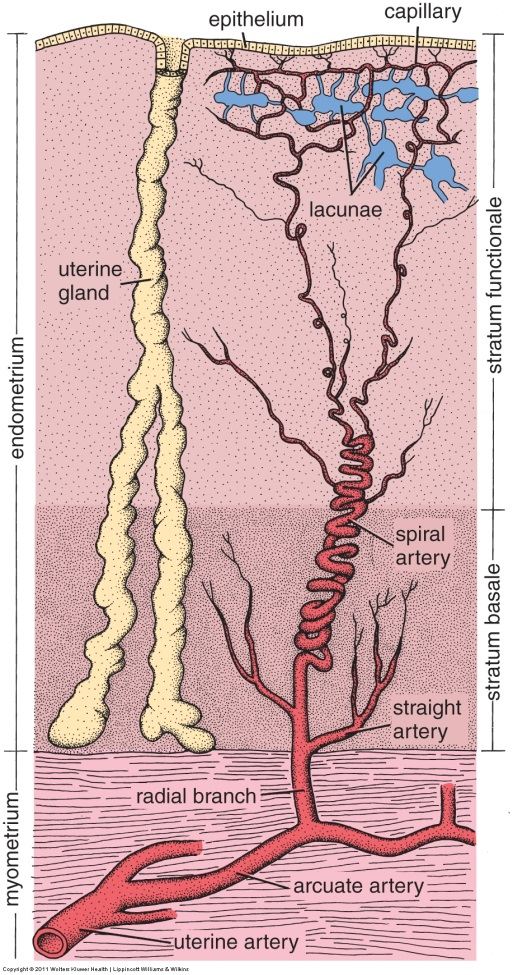 epithelium
capillary
lacunae
uterine
gland
endometrium
stratum functionale
spiral
artery
stratum basale
straight
artery
radial branch
myometrium
arcuate artery
uterine artery
Copyright © 2011 Wolters Kluwer Health | Lippincott Williams & Wilkins